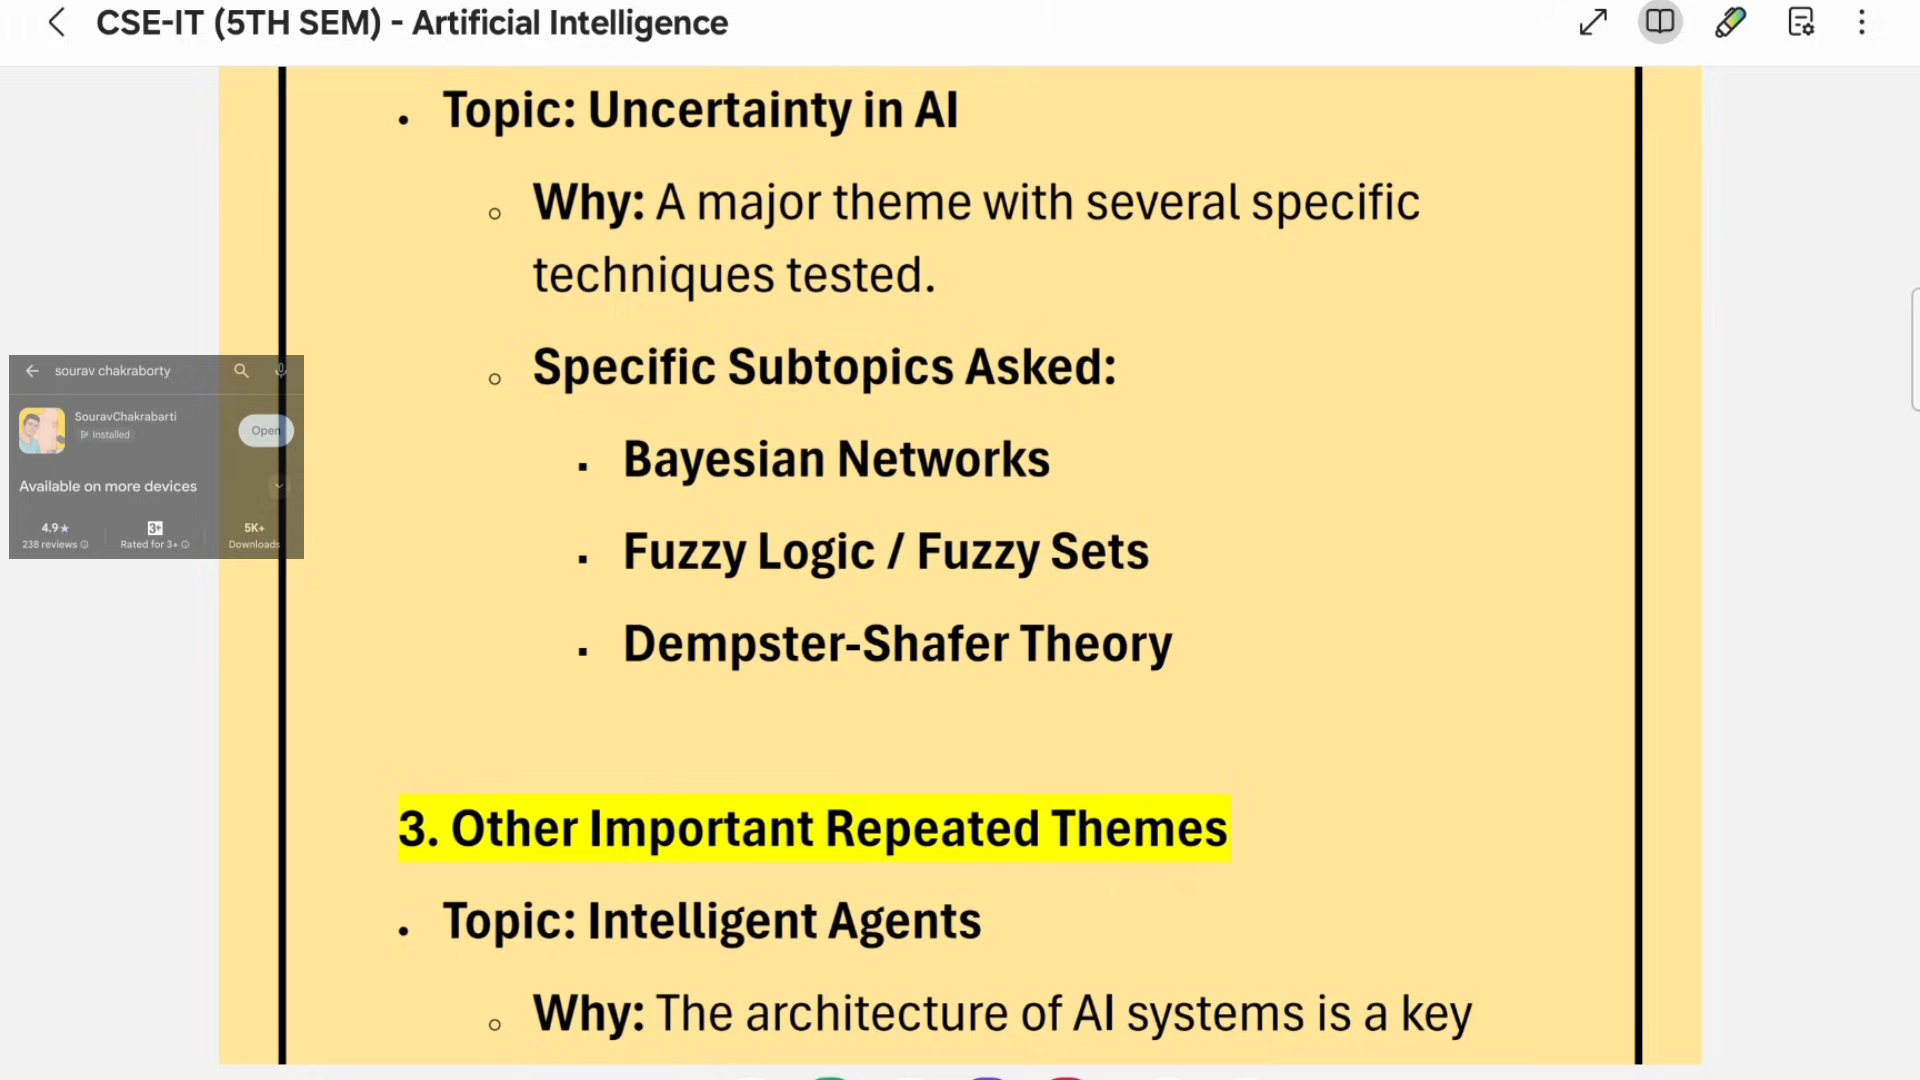 CSE-IT (5TH SEM) - Artificial Intelligence
• Topic: Uncertainty in AI
○ Why: A major theme with several specific
techniques tested.
○ Specific Subtopics Asked:
▪ Bayesian Networks
▪ Fuzzy Logic / Fuzzy Sets
▪ Dempster-Shafer Theory
3. Other Important Repeated Themes
• Topic: Intelligent Agents
○ Why: The architecture of AI systems is a key
sourav chakraborty
SouravChakrabarti
Installed
Open
Available on more devices
4.9★ 3+ 5K+
238 reviews Rated for 3+ Downloads